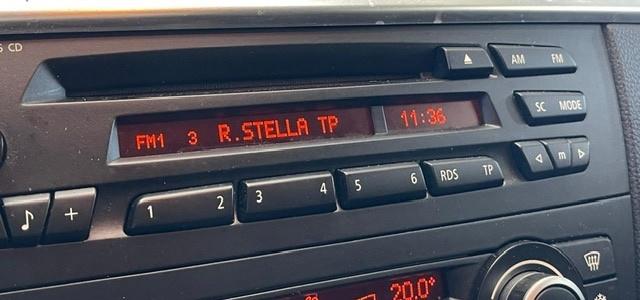 S CD
AM FM
FM1 3 R.STELLA TP 11:36
SC MODE
m
1 2 3 4 5 6 RDS TP
20.0°